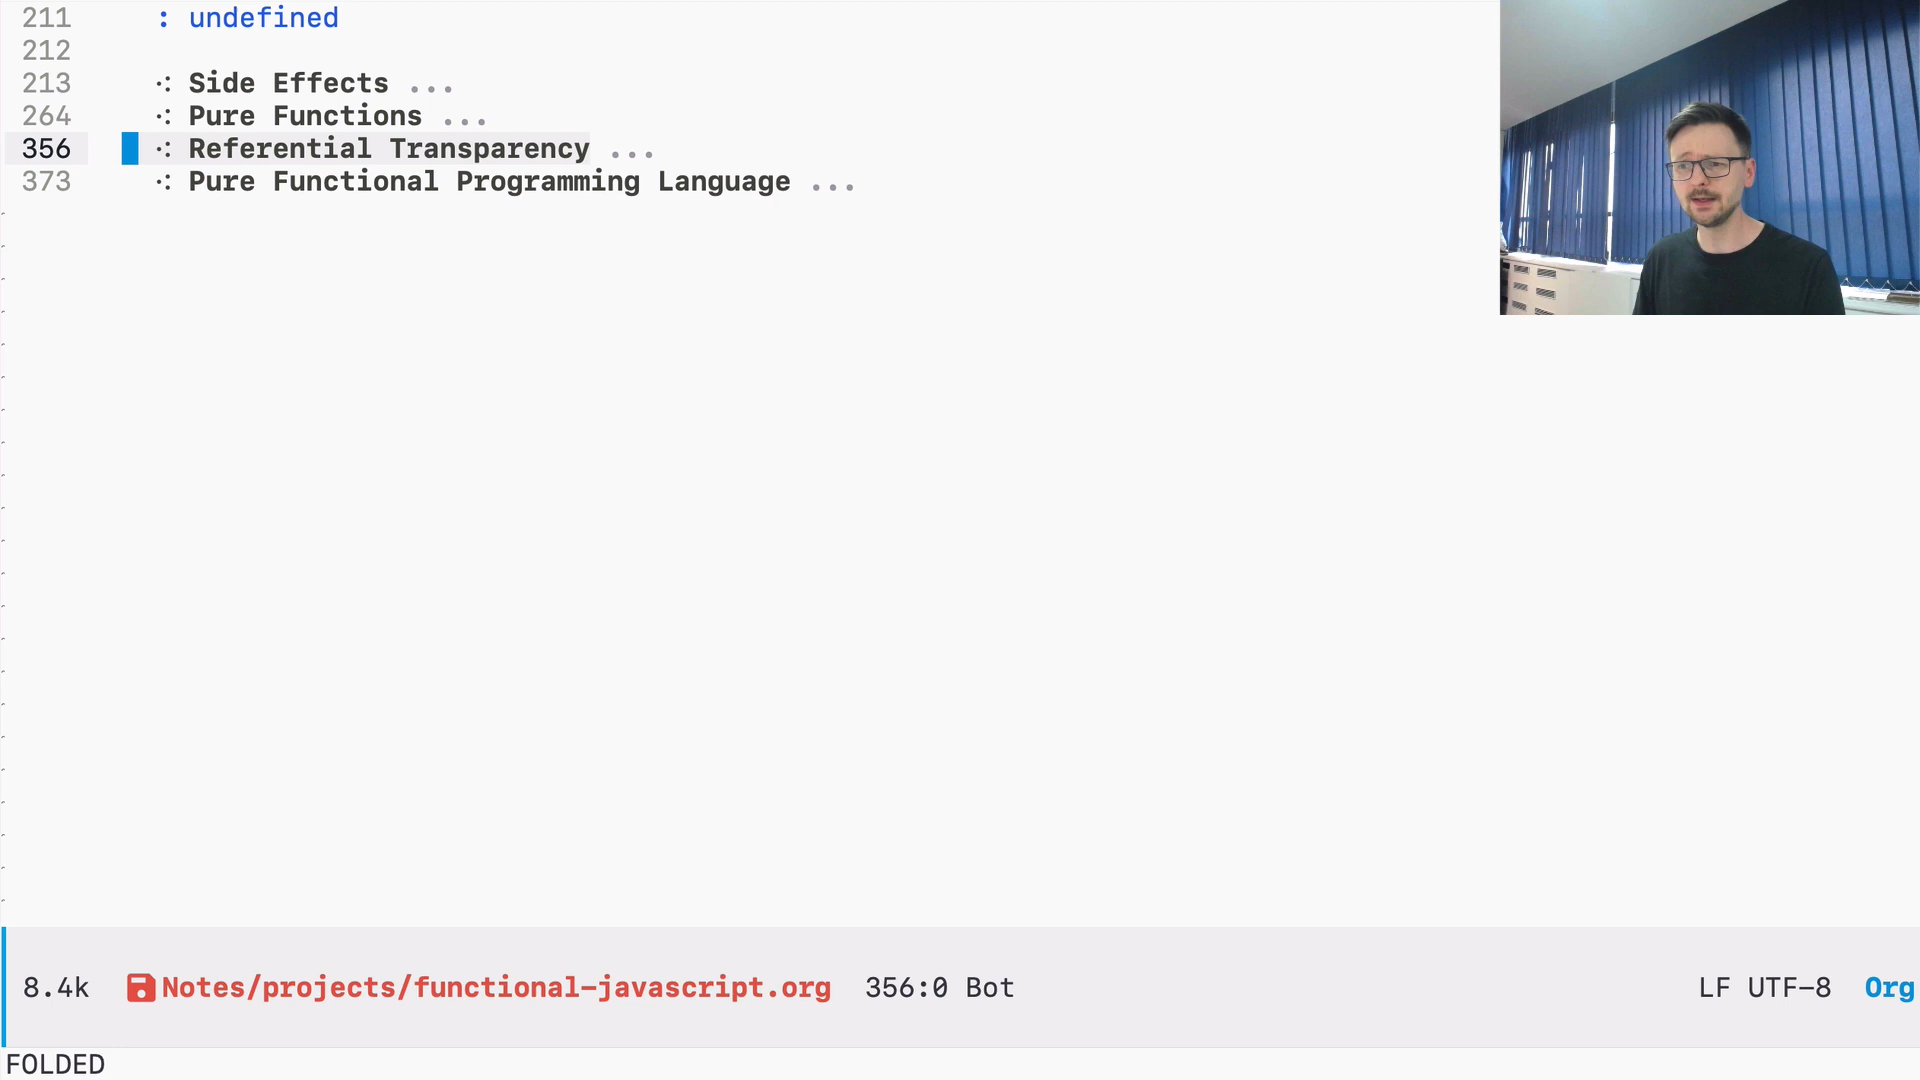 211 : undefined
212
213 Side Effects ...
264 Pure Functions ...
356 Referential Transparency ...
373 Pure Functional Programming Language ...
8.4k Notes/projects/functional-javascript.org 356:0 Bot LF UTF-8 Org
FOLDED